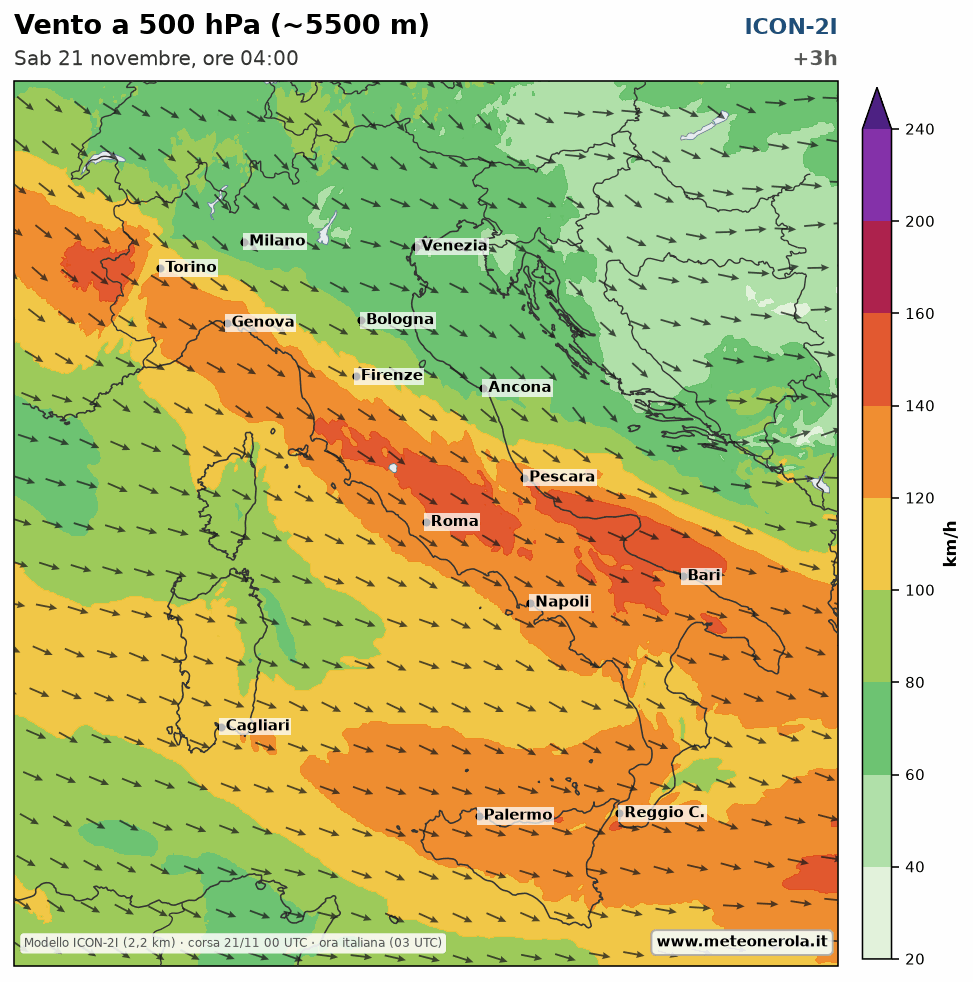 Vento a 500 hPa (~5500 m)
ICON-2I
Sab 21 novembre, ore 04:00
+3h
Milano
Venezia
Torino
Genova
Bologna
Firenze
Ancona
Pescara
Roma
Bari
Napoli
Cagliari
Palermo
Reggio C.
240
200
160
140
120
100
80
60
40
20
km/h
Modello ICON-2I (2,2 km) · corsa 21/11 00 UTC · ora italiana (03 UTC)
www.meteonerola.it